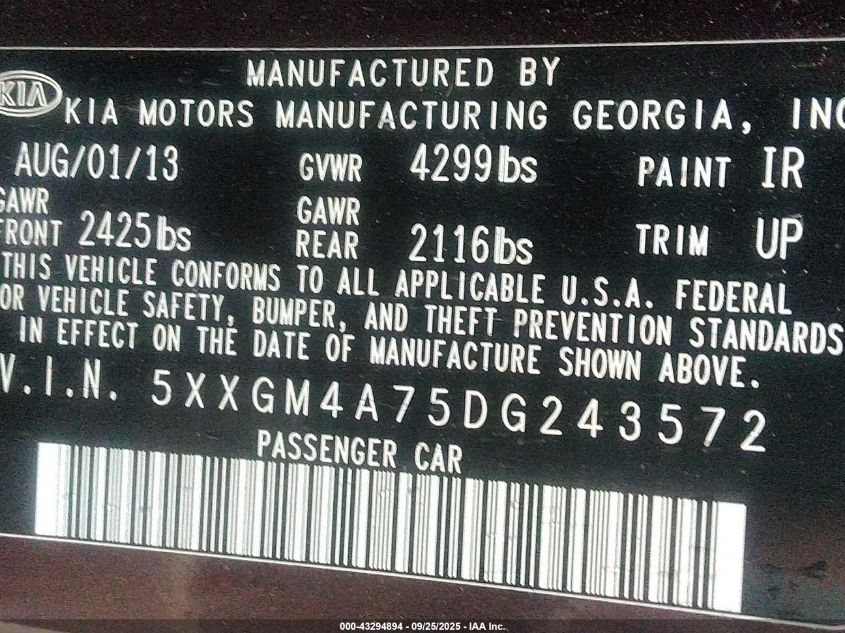 MANUFACTURED BY
KIA
KIA MOTORS MANUFACTURING GEORGIA, INC
AUG/01/13 GVWR 4299lbs PAINT IR
GAWR FRONT 2425lbs GAWR REAR 2116lbs TRIM UP
THIS VEHICLE CONFORMS TO ALL APPLICABLE U.S.A. FEDERAL
OR VEHICLE SAFETY, BUMPER, AND THEFT PREVENTION STANDARDS
IN EFFECT ON THE DATE OF MANUFACTURE SHOWN ABOVE.
V.I.N. 5XXGM4A75DG243572
PASSENGER CAR
000-43294894 - 09/25/2025 - IAA Inc.